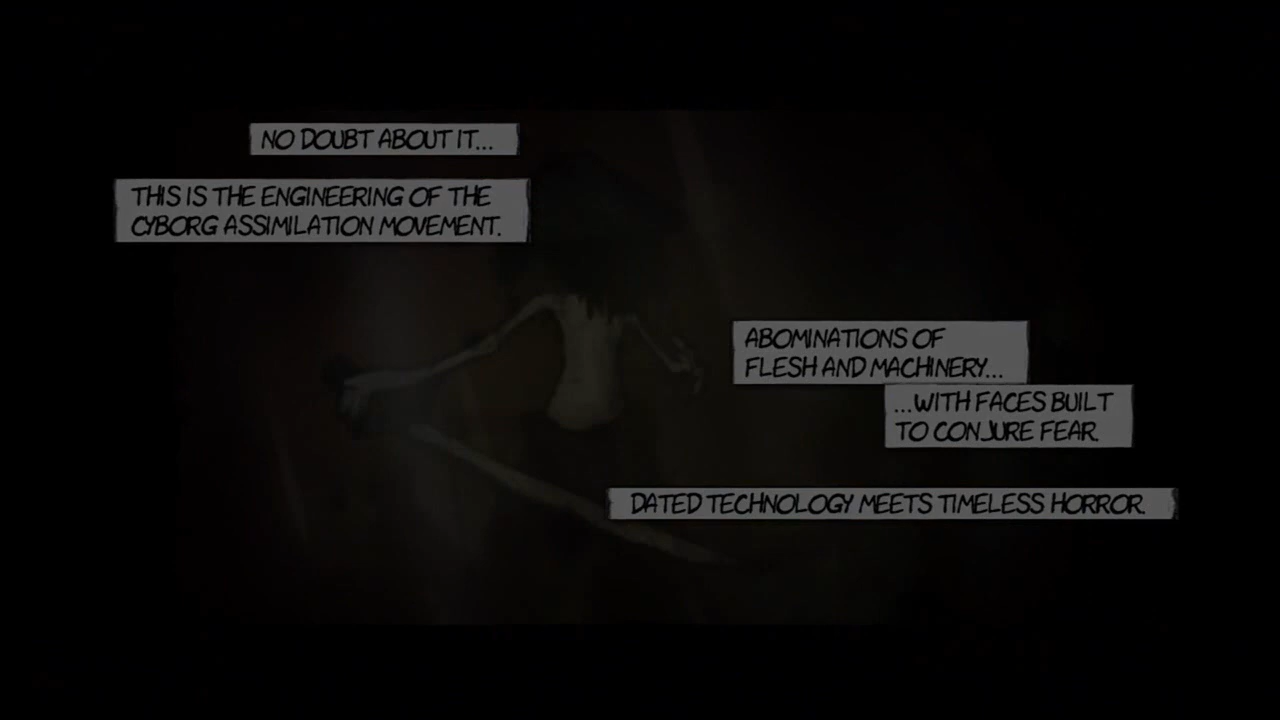 NO DOUBT ABOUT IT...
THIS IS THE ENGINEERING OF THE
CYBORG ASSIMILATION MOVEMENT.
ABOMINATIONS OF
FLESH AND MACHINERY...
...WITH FACES BUILT
TO CONJURE FEAR.
DATED TECHNOLOGY MEETS TIMELESS HORROR.